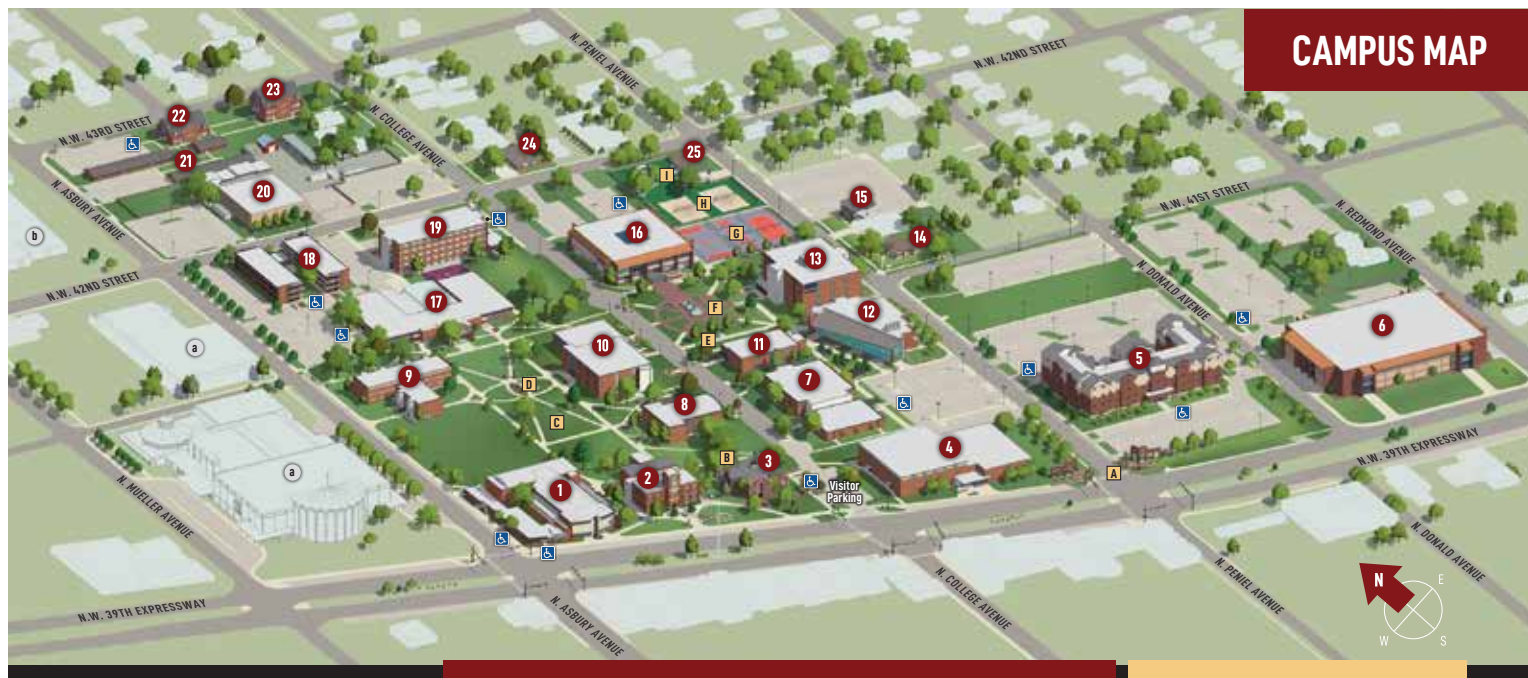 CAMPUS MAP
N. PENIEL AVENUE
N.W. 42ND STREET
23
22
N.W. 43RD STREET
N. COLLEGE AVENUE
24
21
25
I
20
N. ASBURY AVENUE
H
15
N.W. 41ST STREET
N. REDMOND AVENUE
b
19
16
G
14
18
13
N.W. 42ND STREET
17
F
12
N. DONALD AVENUE
6
a
10
E
11
5
9
D
7
8
C
4
B
3
N.W. 39TH EXPRESSWAY
a
2
A
1
Visitor
Parking
N. MUELLER AVENUE
N. DONALD AVENUE
N.W. 39TH EXPRESSWAY
N. ASBURY AVENUE
N. COLLEGE AVENUE
N. PENIEL AVENUE
N
E
W
S